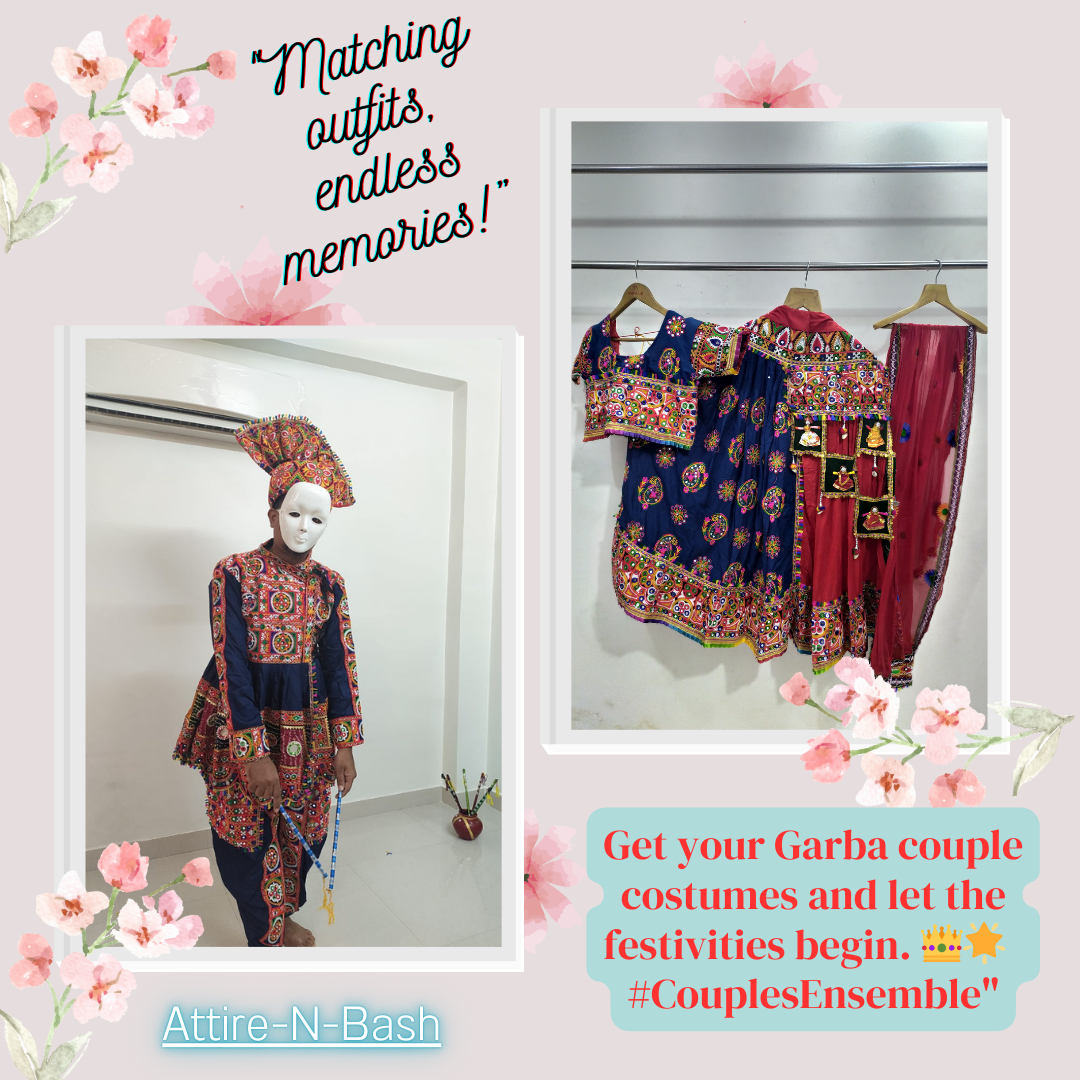 "Matching
outfits,
endless
memories!"
Get your Garba couple
costumes and let the
festivities begin. 👑🌟
#CouplesEnsemble"
Attire-N-Bash